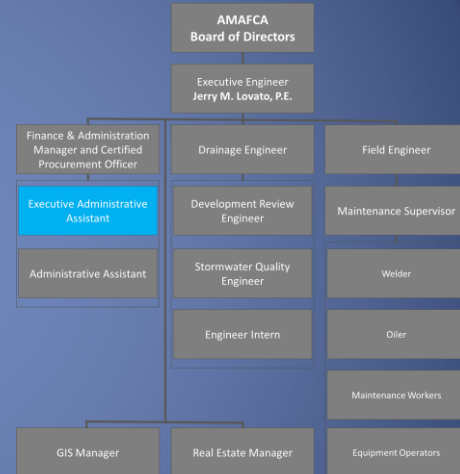 AMAFCA
Board of Directors
Executive Engineer
Jerry M. Lovato, P.E.
Finance & Administration
Manager and Certified
Procurement Officer
Drainage Engineer
Field Engineer
Executive Administrative
Assistant
Development Review
Engineer
Maintenance Supervisor
Administrative Assistant
Stormwater Quality
Engineer
Welder
Engineer Intern
Oiler
Maintenance Workers
GIS Manager
Real Estate Manager
Equipment Operators